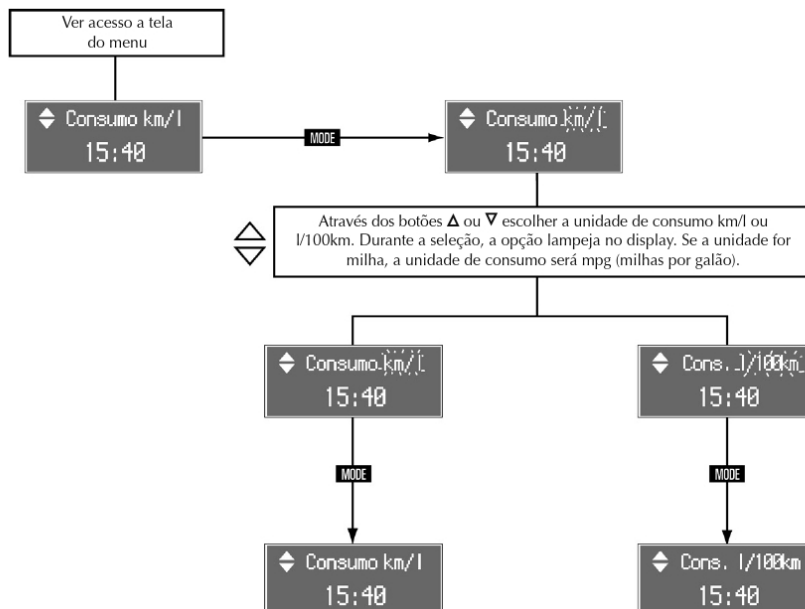 Ver acesso a tela
do menu
Consumo km/l
15:40
MODE
Consumo km/l
15:40
Através dos botões Δ ou ∇ escolher a unidade de consumo km/l ou
l/100km. Durante a seleção, a opção lampeja no display. Se a unidade for
milha, a unidade de consumo será mpg (milhas por galão).
Consumo km/l
15:40
Cons. l/100km
15:40
MODE
MODE
Consumo km/l
15:40
Cons. l/100km
15:40